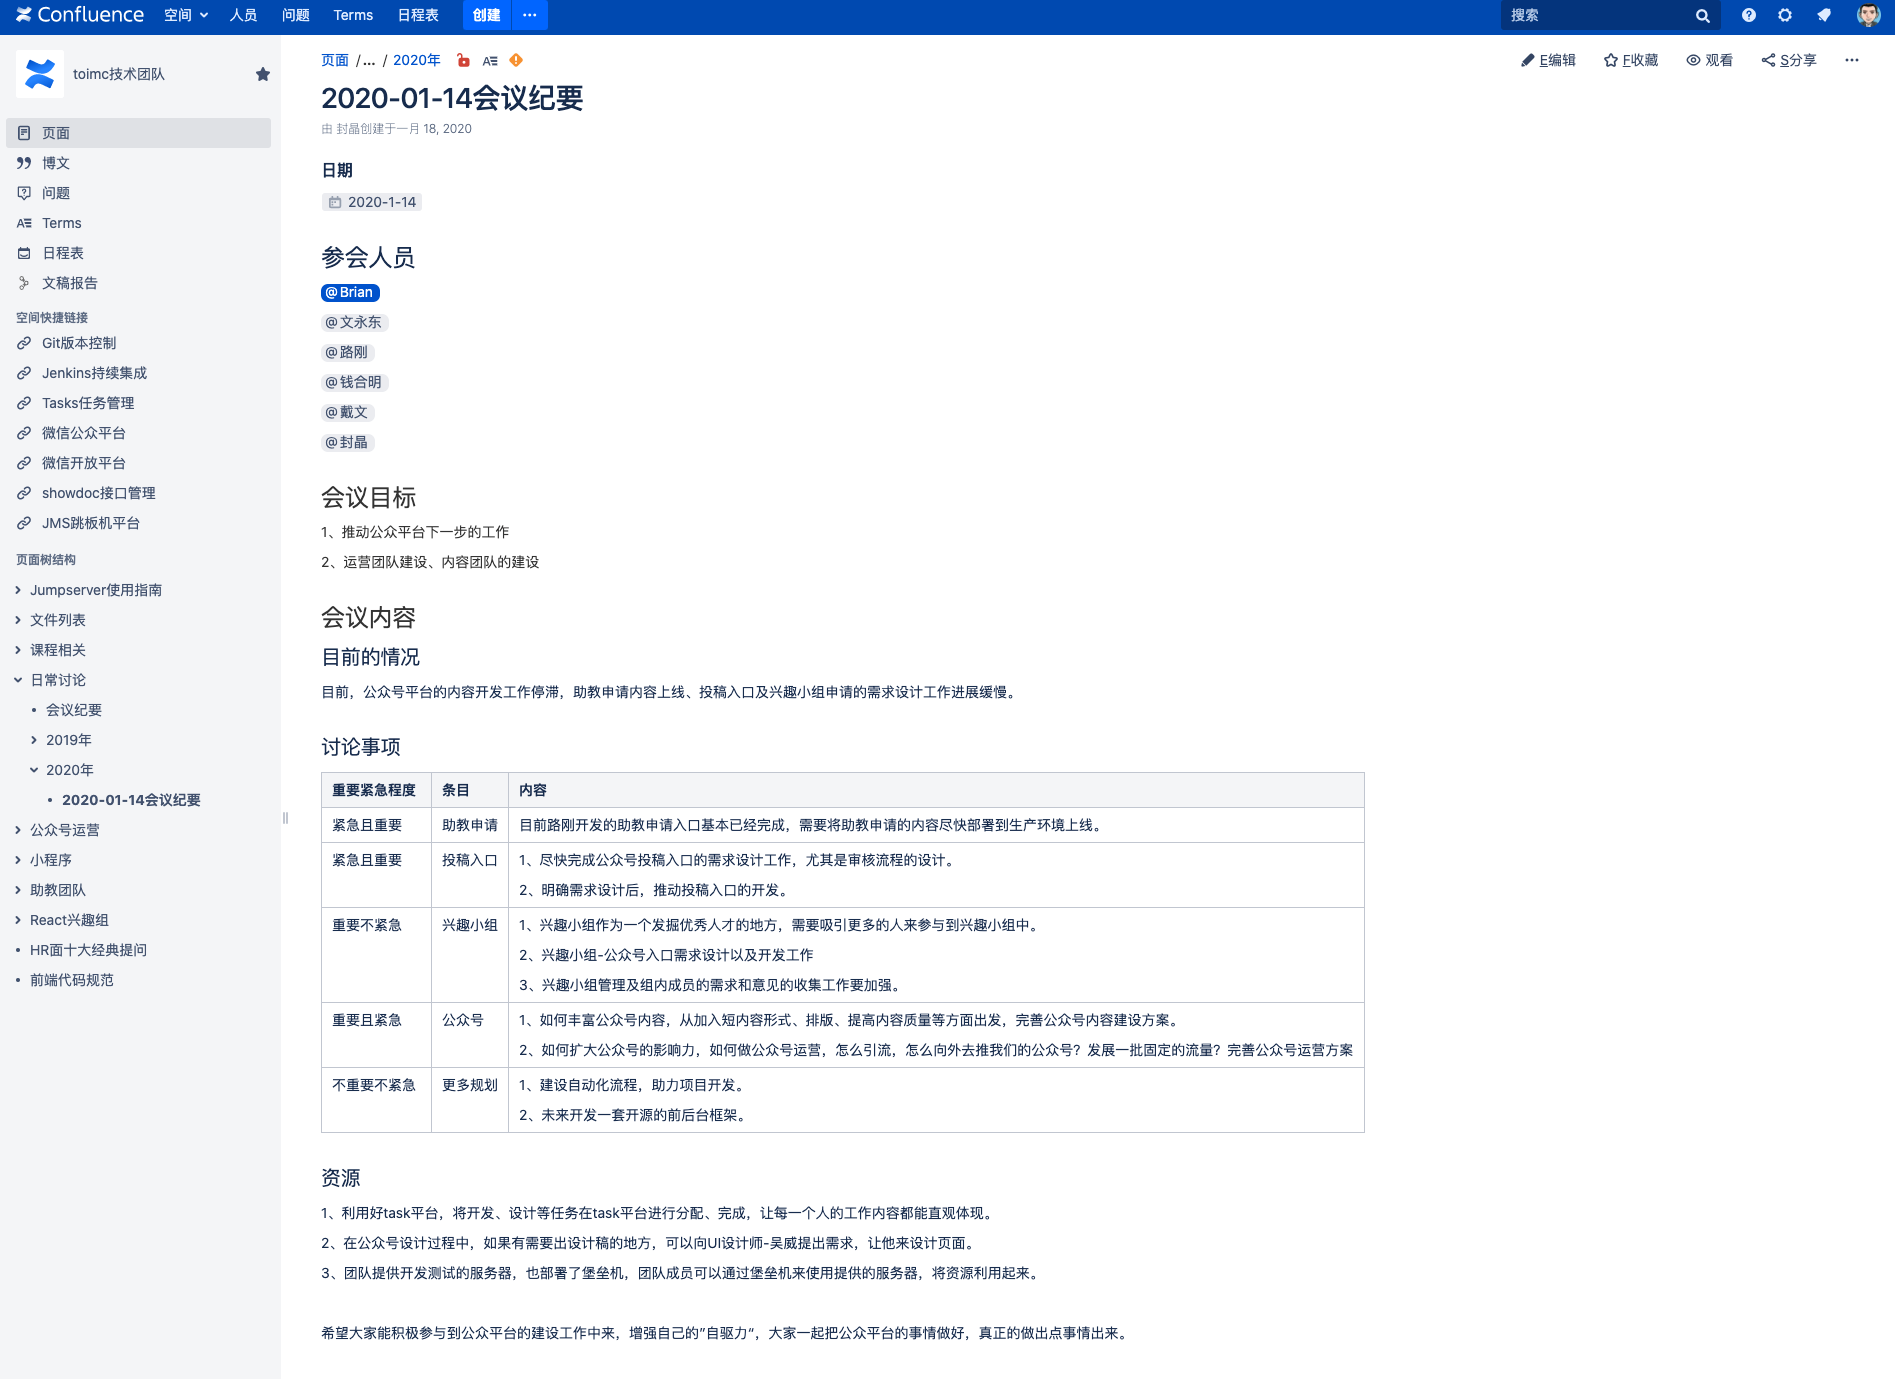 Confluence 空间 人员 问题 Terms 日程表 创建 ··· 搜索
toimc技术团队
页面
博文
问题
Terms
日程表
文稿报告
空间快捷链接
Git版本控制
Jenkins持续集成
Tasks任务管理
微信公众平台
微信开放平台
showdoc接口管理
JMS跳板机平台
页面树结构
Jumpserver使用指南
文件列表
课程相关
日常讨论
会议纪要
2019年
2020年
2020-01-14会议纪要
公众号运营
小程序
助教团队
React兴趣组
HR面十大经典提问
前端代码规范
页面 /... / 2020年
E编辑 F收藏 观看 S分享 ···
2020-01-14会议纪要
由 封晶创建于一月 18, 2020
日期
2020-1-14
参会人员
@Brian
@文永东
@路刚
@钱合明
@戴文
@封晶
会议目标
1、推动公众平台下一步的工作
2、运营团队建设、内容团队的建设
会议内容
目前的情况
目前，公众号平台的内容开发工作停滞，助教申请内容上线、投稿入口及兴趣小组申请的需求设计工作进展缓慢。
讨论事项
重要紧急程度 条目 内容
紧急且重要 助教申请 目前路刚开发的助教申请入口基本已经完成，需要将助教申请的内容尽快部署到生产环境上线。
紧急且重要 投稿入口 1、尽快完成公众号投稿入口的需求设计工作，尤其是审核流程的设计。
2、明确需求设计后，推动投稿入口的开发。
重要不紧急 兴趣小组 1、兴趣小组作为一个发掘优秀人才的地方，需要吸引更多的人来参与到兴趣小组中。
2、兴趣小组-公众号入口需求设计以及开发工作
3、兴趣小组管理及组内成员的需求和意见的收集工作要加强。
重要且紧急 公众号 1、如何丰富公众号内容，从加入短内容形式、排版、提高内容质量等方面出发，完善公众号内容建设方案。
2、如何扩大公众号的影响力，如何做公众号运营，怎么引流，怎么向外去推我们的公众号？发展一批固定的流量？完善公众号运营方案
不重要不紧急 更多规划 1、建设自动化流程，助力项目开发。
2、未来开发一套开源的前后台框架。
资源
1、利用好task平台，将开发、设计等任务在task平台进行分配、完成，让每一个人的工作内容都能直观体现。
2、在公众号设计过程中，如果有需要出设计稿的地方，可以向UI设计师-吴威提出需求，让他来设计页面。
3、团队提供开发测试的服务器，也部署了堡垒机，团队成员可以通过堡垒机来使用提供的服务器，将资源利用起来。
希望大家能积极参与到公众平台的建设工作中来，增强自己的”自驱力“，大家一起把公众平台的事情做好，真正的做出点事情出来。